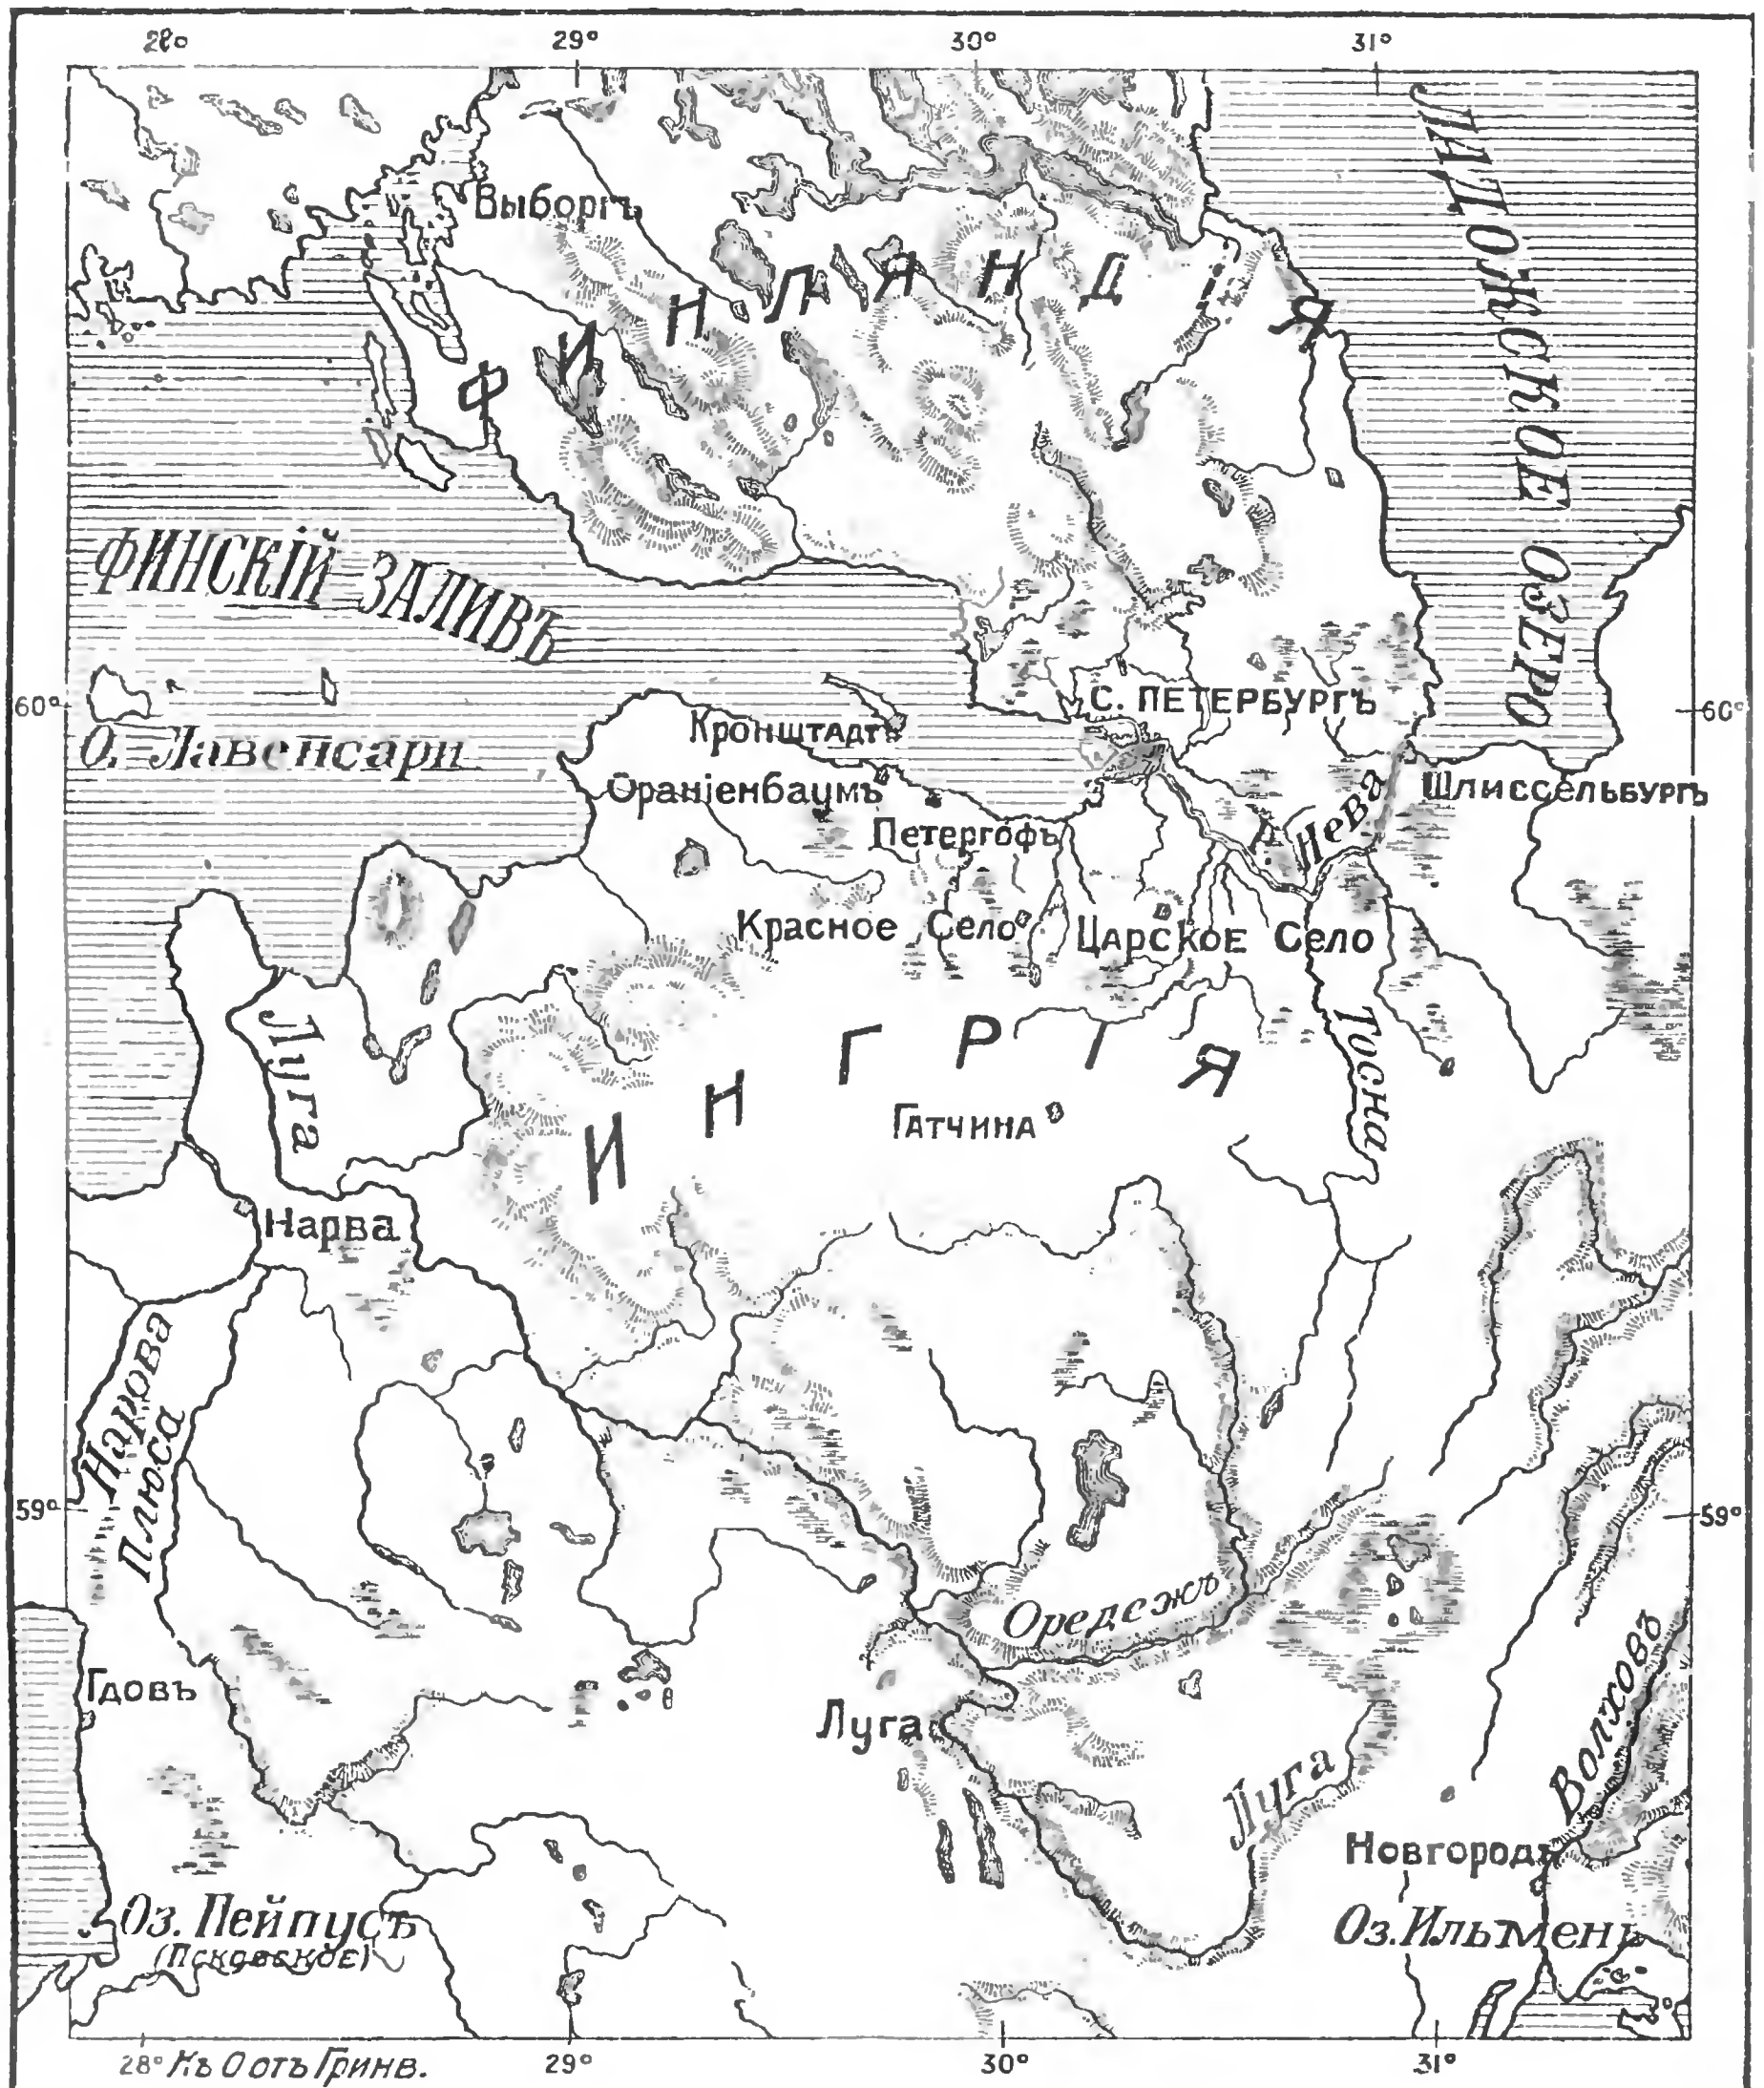 28° 29° 30° 31°
ЛАДОЖСКОЕ ОЗЕРО
Выборгъ
ФИНЛЯНДІЯ
ФИНСКІЙ ЗАЛИВЪ
60° 60°
С. ПЕТЕРБУРГЪ
О. Лавенсари
Кронштадтъ
Ораніенбаумъ
Шлиссельбургъ
Петергофъ
р. Нева
Красное Село
Царское Село
Луга
Тосна
ИНГРІЯ
Гатчина
Нарва
Нарова
Плюса
59° 59°
Оредежъ
Гдовъ
Луга
Луга
Волховъ
Новгородъ
Оз. Пейпусъ
(Псковское)
Оз. Ильмень
28° Къ О отъ Гринв. 29° 30° 31°